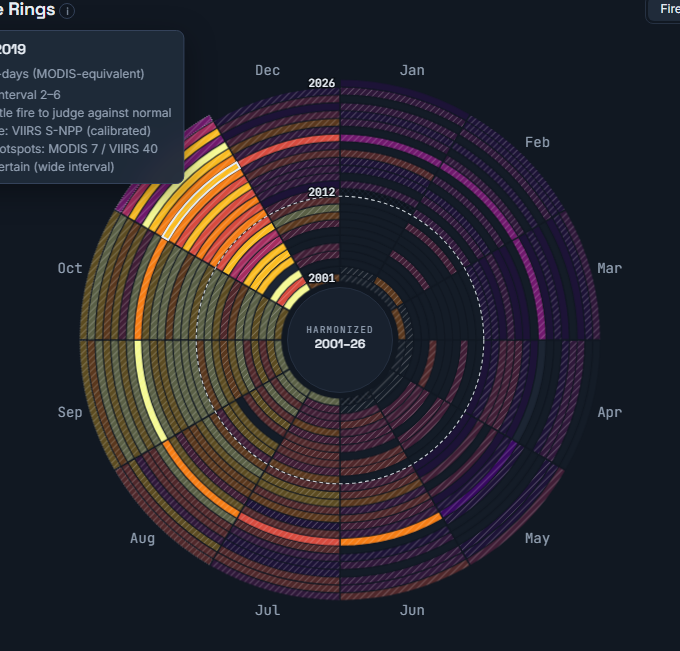 Rings i
Fire
2019
-days (MODIS-equivalent)
nterval 2–6
tle fire to judge against normal
e: VIIRS S-NPP (calibrated)
otspots: MODIS 7 / VIIRS 40
ertain (wide interval)
Dec
Jan
2026
Feb
2012
Oct
Mar
2001
HARMONIZED
2001–26
Sep
Apr
Aug
May
Jul
Jun